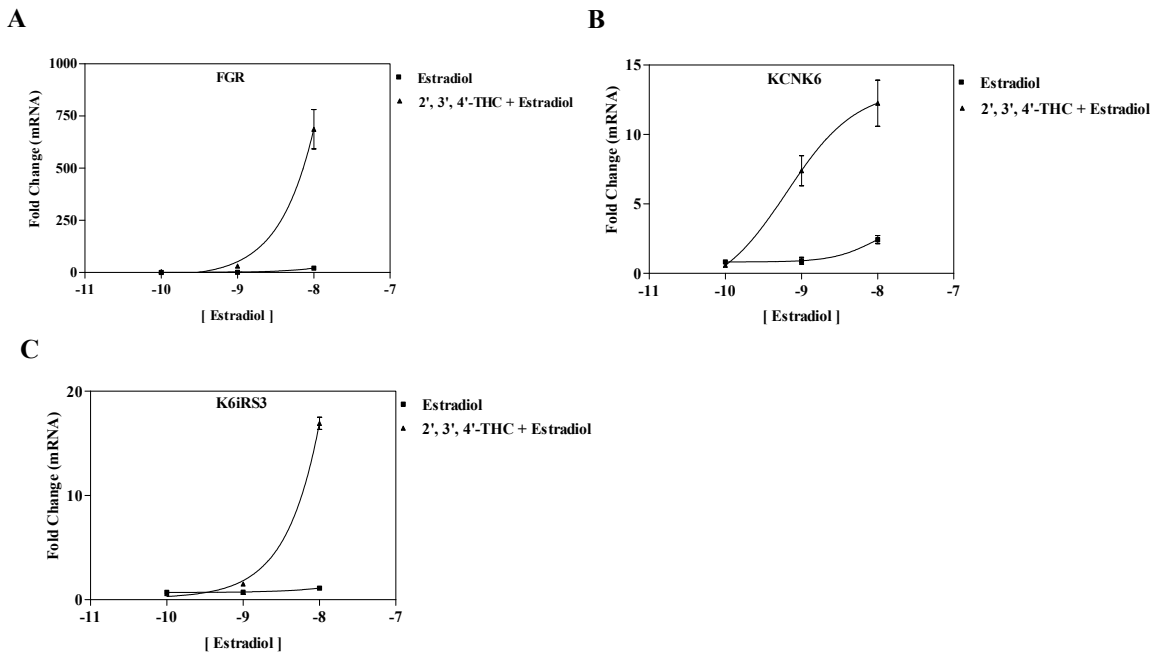 A
FGR
Fold Change (mRNA)
1000
750
500
250
0
-11
-10
-9
-8
-7
[ Estradiol ]
Estradiol
2', 3', 4'-THC + Estradiol
B
KCNK6
Fold Change (mRNA)
15
10
5
0
-11
-10
-9
-8
-7
[ Estradiol ]
Estradiol
2', 3', 4'-THC + Estradiol
C
K6iRS3
Fold Change (mRNA)
20
10
0
-11
-10
-9
-8
-7
[ Estradiol ]
Estradiol
2', 3', 4'-THC + Estradiol